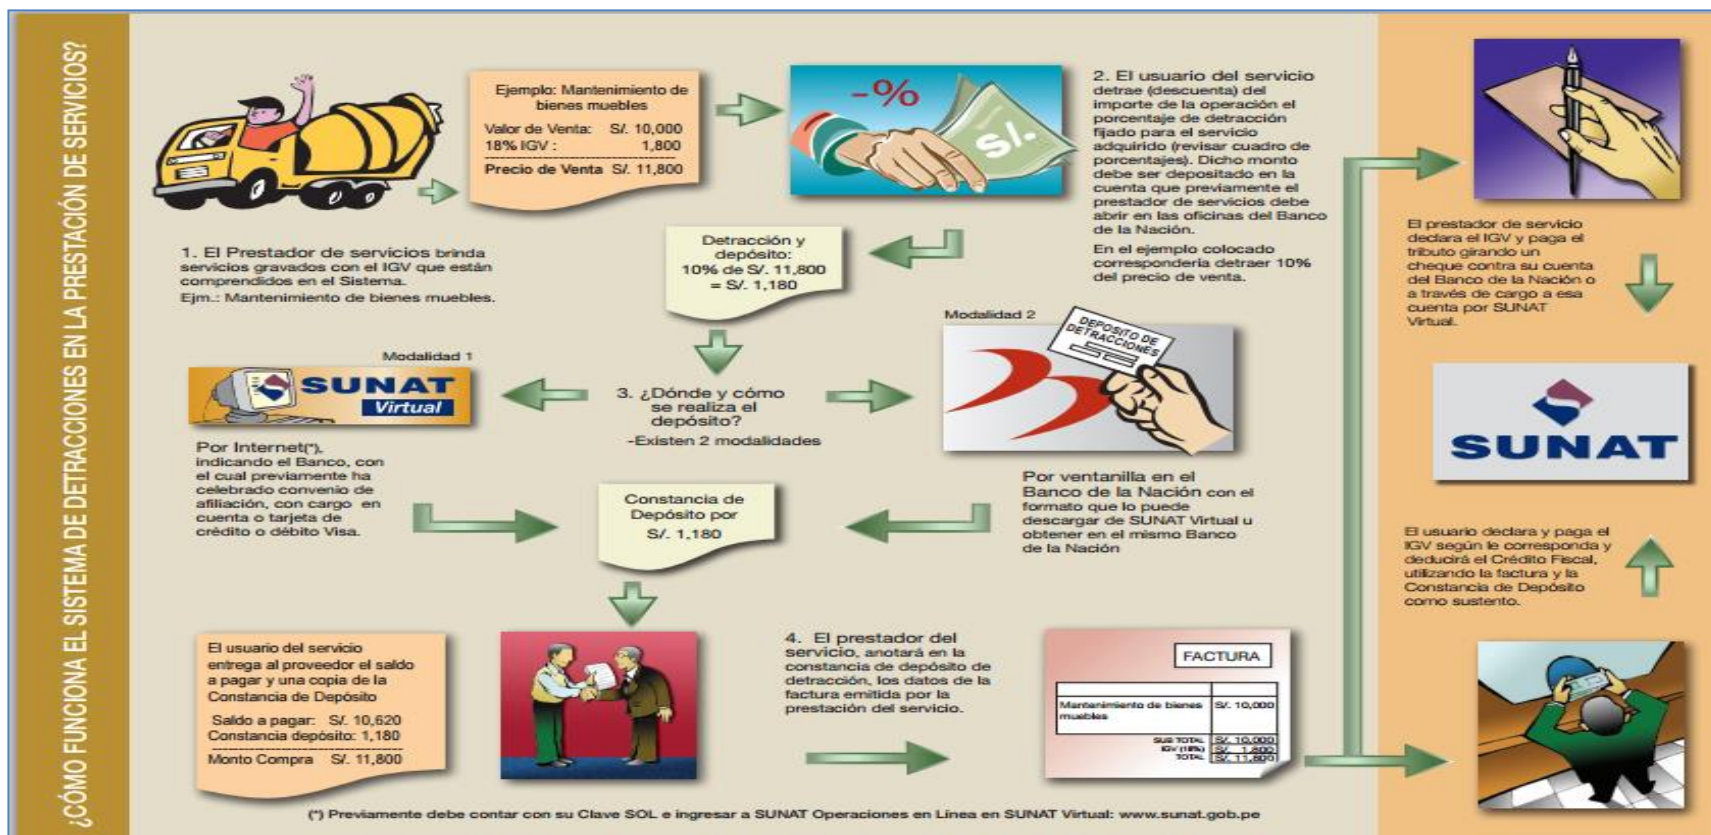 ¿CÓMO FUNCIONA EL SISTEMA DE DETRACCIONES EN LA PRESTACIÓN DE SERVICIOS?
1. El Prestador de servicios brinda
servicios gravados con el IGV que están
comprendidos en el Sistema.
Ejm.: Mantenimiento de bienes muebles.
Ejemplo: Mantenimiento de
bienes muebles
Valor de Venta: S/. 10,000
18% IGV : 1,800
Precio de Venta S/. 11,800
-%
S/.
2. El usuario del servicio
detrae (descuenta) del
importe de la operación el
porcentaje de detracción
fijado para el servicio
adquirido (revisar cuadro de
porcentajes). Dicho monto
debe ser depositado en la
cuenta que previamente el
prestador de servicios debe
abrir en las oficinas del Banco
de la Nación.
En el ejemplo colocado
correspondería detraer 10%
del precio de venta.
Detracción y
depósito:
10% de S/. 11,800
= S/. 1,180
3. ¿Dónde y cómo
se realiza el
depósito?
-Existen 2 modalidades
Modalidad 1
SUNAT
Virtual
Por Internet(*),
indicando el Banco, con
el cual previamente ha
celebrado convenio de
afiliación, con cargo en
cuenta o tarjeta de
crédito o débito Visa.
Modalidad 2
DEPOSITO DE
DETRACCIONES
Por ventanilla en el
Banco de la Nación con el
formato que lo puede
descargar de SUNAT Virtual u
obtener en el mismo Banco
de la Nación
Constancia de
Depósito por
S/. 1,180
El usuario del servicio
entrega al proveedor el saldo
a pagar y una copia de la
Constancia de Depósito
Saldo a pagar: S/. 10,620
Constancia depósito: 1,180
Monto Compra S/. 11,800
4. El prestador del
servicio, anotará en la
constancia de depósito de
detracción, los datos de la
factura emitida por la
prestación del servicio.
FACTURA
Mantenimiento de bienes S/. 10,000
muebles
SUB TOTAL S/. 10,000
IGV (18%) S/. 1,800
TOTAL S/. 11,800
El prestador de servicio
declara el IGV y paga el
tributo girando un
cheque contra su cuenta
del Banco de la Nación o
a través de cargo a esa
cuenta por SUNAT
Virtual.
SUNAT
El usuario declara y paga el
IGV según le corresponda y
deducirá el Crédito Fiscal,
utilizando la factura y la
Constancia de Depósito
como sustento.
(*) Previamente debe contar con su Clave SOL e ingresar a SUNAT Operaciones en Línea en SUNAT Virtual: www.sunat.gob.pe